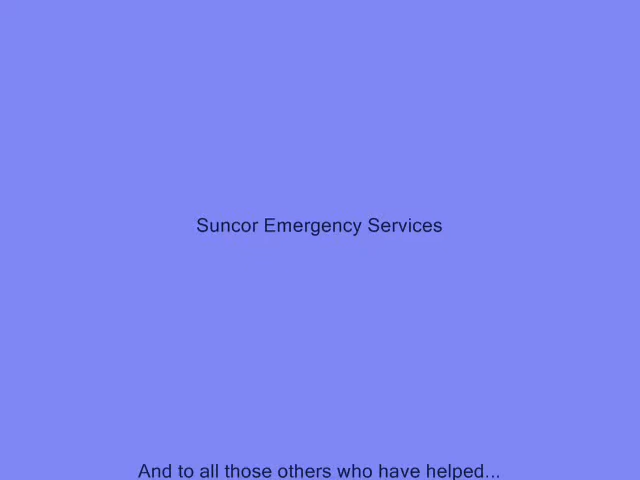 Suncor Emergency Services
And to all those others who have helped...